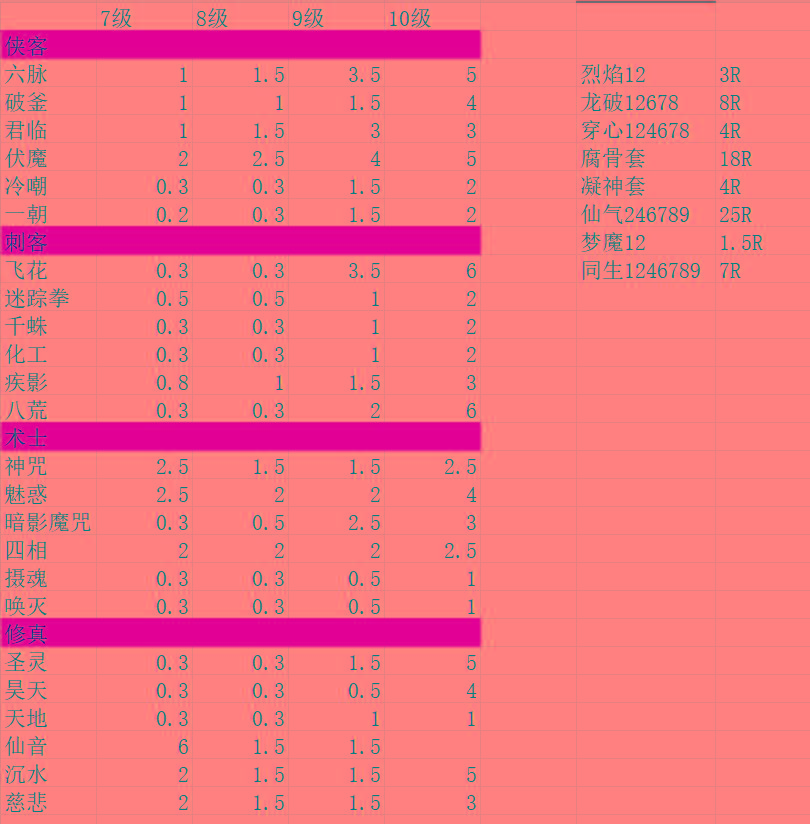 7级 8级 9级 10级
侠客
六脉 1 1.5 3.5 5 烈焰12 3R
破釜 1 1 1.5 4 龙破12678 8R
君临 1 1.5 3 3 穿心124678 4R
伏魔 2 2.5 4 5 腐骨套 18R
冷嘲 0.3 0.3 1.5 2 凝神套 4R
一朝 0.2 0.3 1.5 2 仙气246789 25R
刺客 梦魔12 1.5R
飞花 0.3 0.3 3.5 6 同生1246789 7R
迷踪拳 0.5 0.5 1 2
千蛛 0.3 0.3 1 2
化工 0.3 0.3 1 2
疾影 0.8 1 1.5 3
八荒 0.3 0.3 2 6
术士
神咒 2.5 1.5 1.5 2.5
魅惑 2.5 2 2 4
暗影魔咒 0.3 0.5 2.5 3
四相 2 2 2 2.5
摄魂 0.3 0.3 0.5 1
唤灭 0.3 0.3 0.5 1
修真
圣灵 0.3 0.3 1.5 5
昊天 0.3 0.3 0.5 4
天地 0.3 0.3 1 1
仙音 6 1.5 1.5
沉水 2 1.5 1.5 5
慈悲 2 1.5 1.5 3